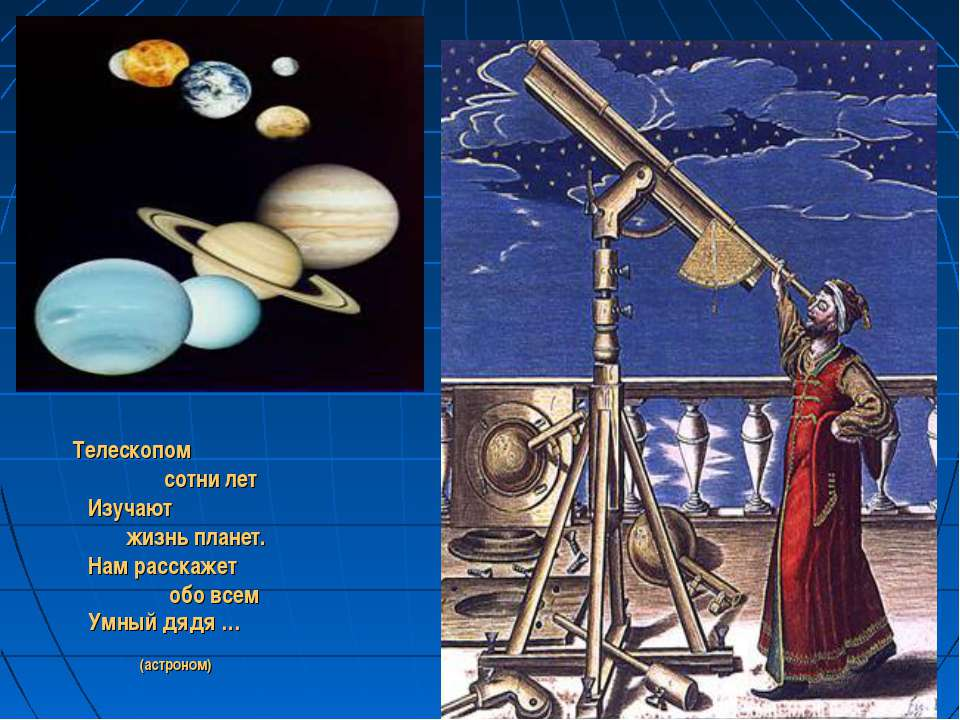 Телескопом
сотни лет
Изучают
жизнь планет.
Нам расскажет
обо всем
Умный дядя …
(астроном)